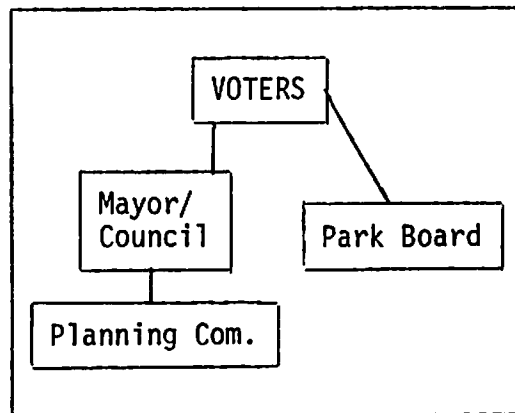 VOTERS
Mayor/
Council
Park Board
Planning Com.